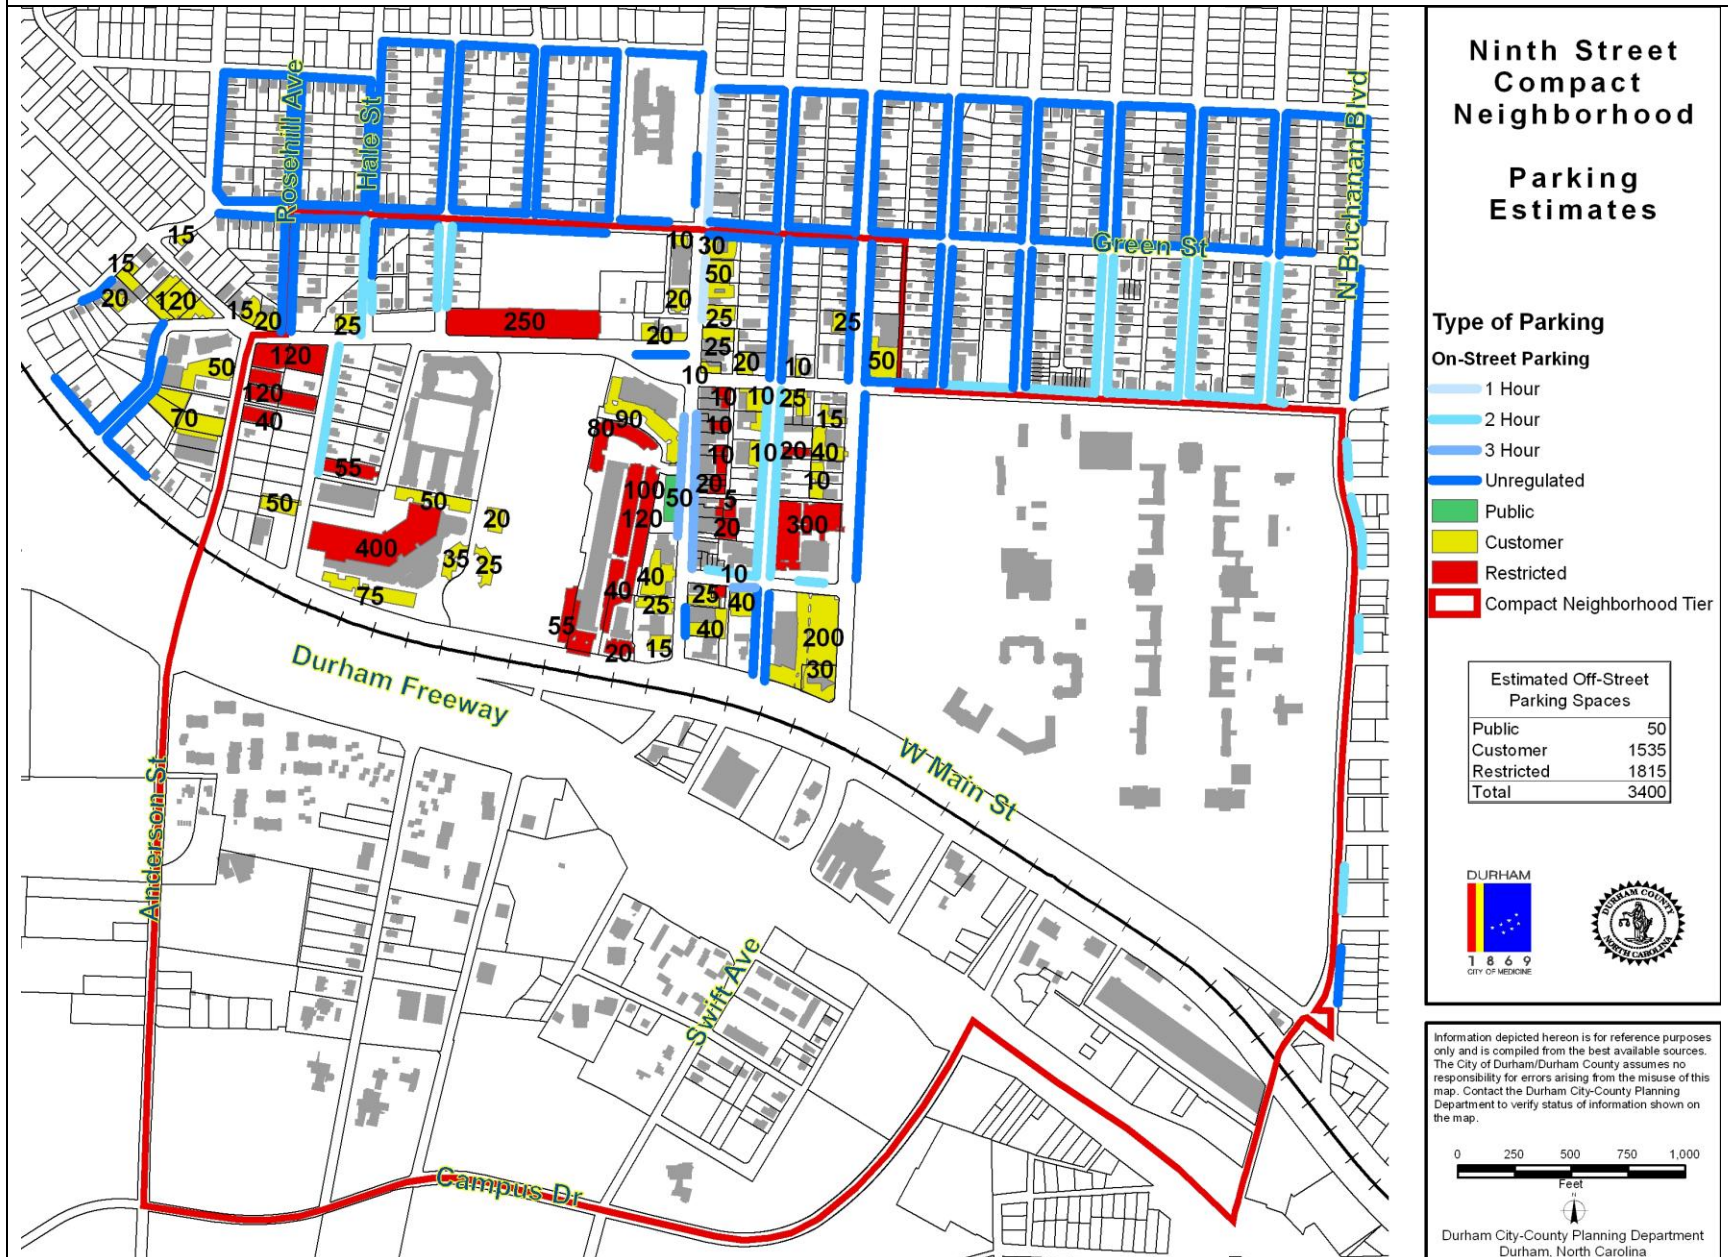 Ninth Street
Compact
Neighborhood
Parking
Estimates
Type of Parking
On-Street Parking
1 Hour
2 Hour
3 Hour
Unregulated
Public
Customer
Restricted
Compact Neighborhood Tier
Estimated Off-Street
Parking Spaces
Public 50
Customer 1535
Restricted 1815
Total 3400
DURHAM
1 8 6 9
CITY OF MEDICINE
DURHAM COUNTY
NORTH CAROLINA
Information depicted hereon is for reference purposes
only and is compiled from the best available sources.
The City of Durham/Durham County assumes no
responsibility for errors arising from the misuse of this
map. Contact the Durham City-County Planning
Department to verify status of information shown on
the map.
0 250 500 750 1,000
Feet
N
Durham City-County Planning Department
Durham, North Carolina
Rosehill Ave
Hale St
N Buchanan Blvd
Green St
Durham Freeway
W Main St
Anderson St
Swift Ave
Campus Dr
15
10
30
15
50
20
120
15
20
25
250
20
20
25
25
25
50
50
120
20
10
10
120
40
70
90
80
10
10
25
15
10
10
20
40
55
10
20
10
50
50
100
120
50
5
20
300
20
400
35
25
75
40
40
25
10
25
40
40
55
20
15
200
30